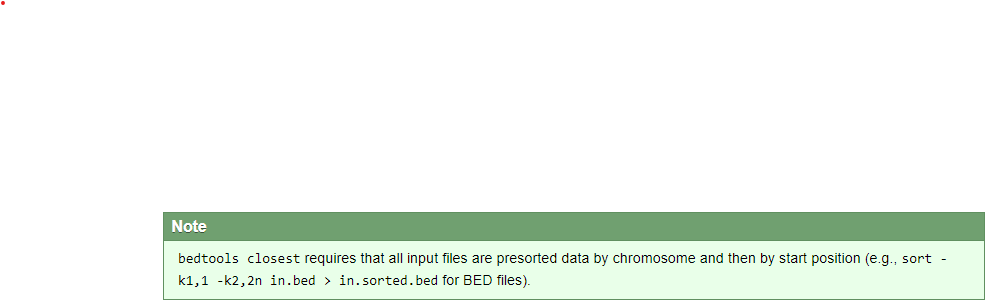 Note
bedtools closest requires that all input files are presorted data by chromosome and then by start position (e.g., sort -
k1,1 -k2,2n in.bed > in.sorted.bed for BED files).